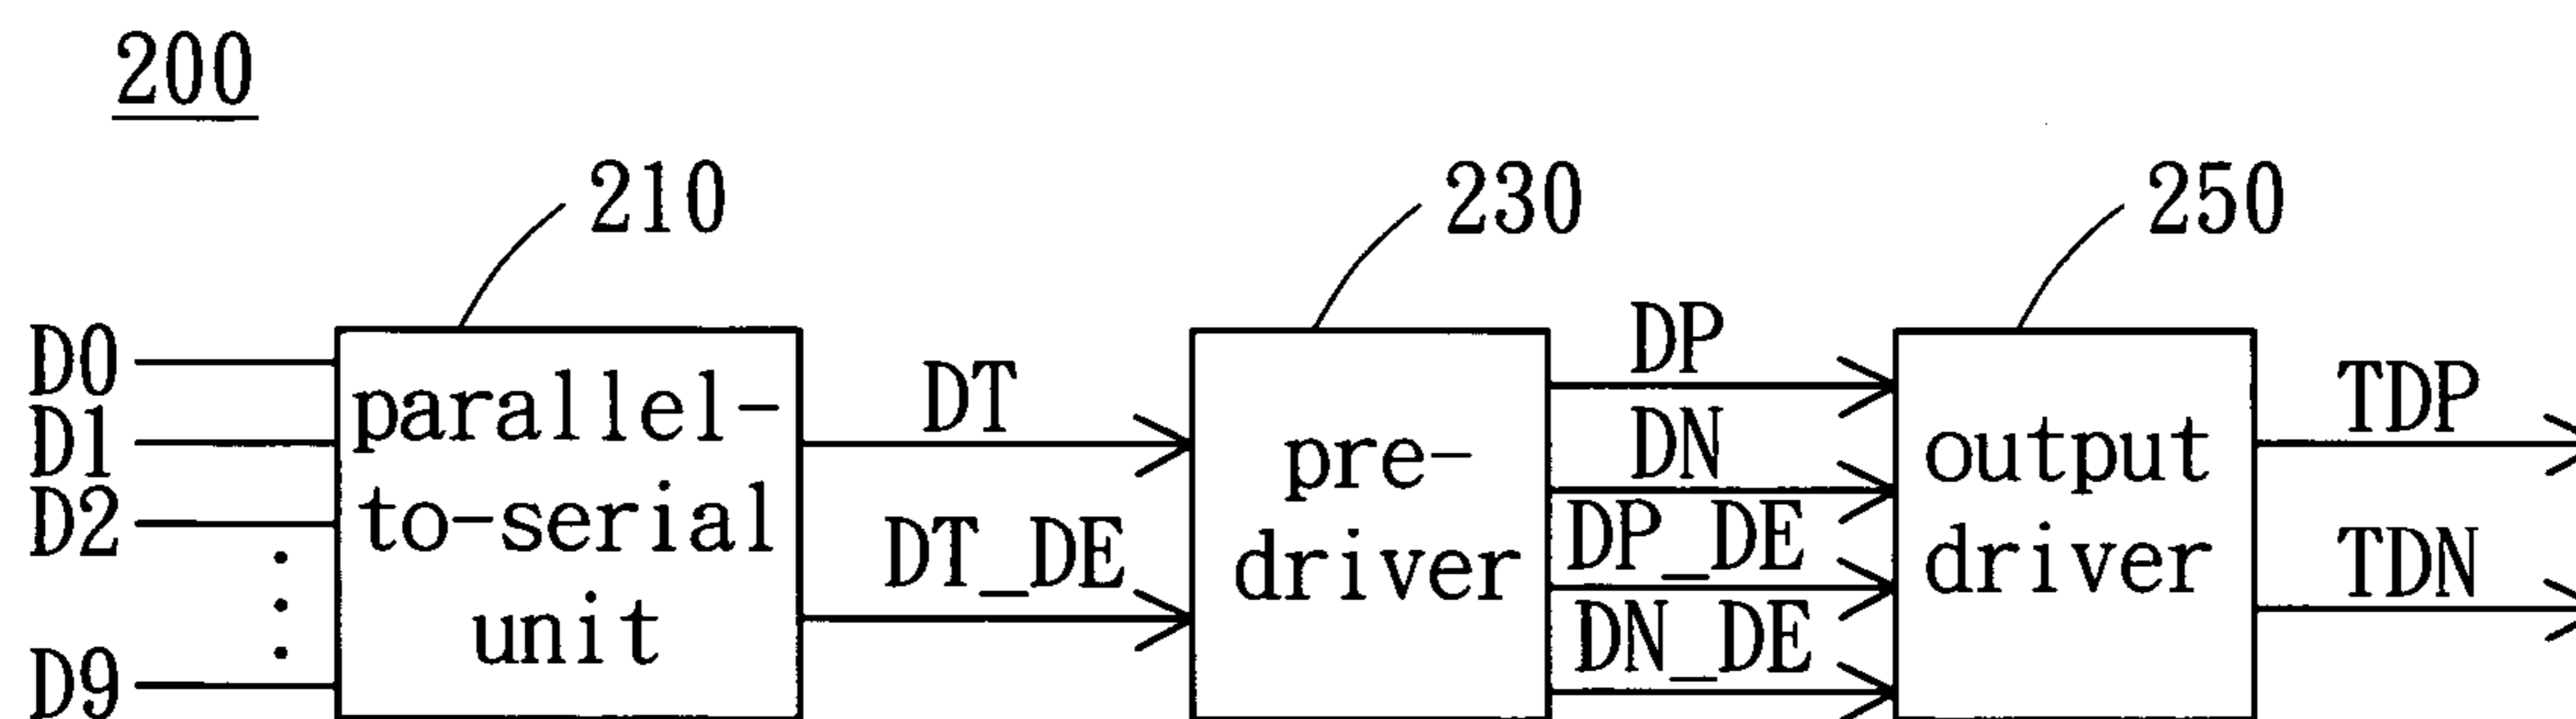 200
210
230
250
D0
D1
D2
D9
parallel-
to-serial
unit
DT
DT_DE
pre-
driver
DP
DN
DP_DE
DN_DE
output
driver
TDP
TDN